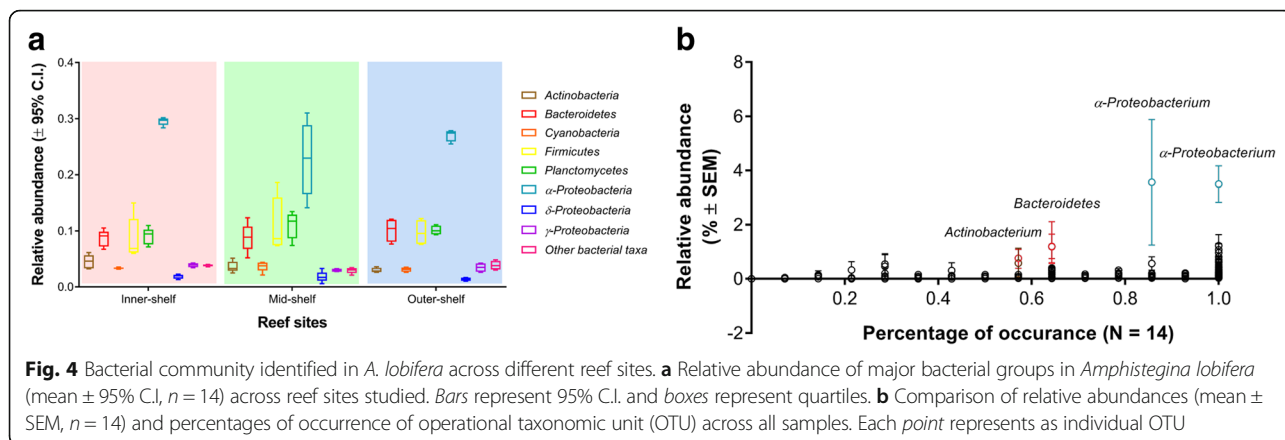 a
0.4
0.3
0.2
0.1
0.0
Relative abundance (± 95% C.I.)
Inner-shelf
Mid-shelf
Outer-shelf
Reef sites
Actinobacteria
Bacteroidetes
Cyanobacteria
Firmicutes
Planctomycetes
α-Proteobacteria
δ-Proteobacteria
γ-Proteobacteria
Other bacterial taxa
b
8
6
4
2
0
-2
Relative abundance
(% ± SEM)
α-Proteobacterium
α-Proteobacterium
Bacteroidetes
Actinobacterium
0.2
0.4
0.6
0.8
1.0
Percentage of occurance (N = 14)
Fig. 4 Bacterial community identified in A. lobifera across different reef sites. a Relative abundance of major bacterial groups in Amphistegina lobifera
(mean ± 95% C.I, n = 14) across reef sites studied. Bars represent 95% C.I. and boxes represent quartiles. b Comparison of relative abundances (mean ±
SEM, n = 14) and percentages of occurrence of operational taxonomic unit (OTU) across all samples. Each point represents as individual OTU